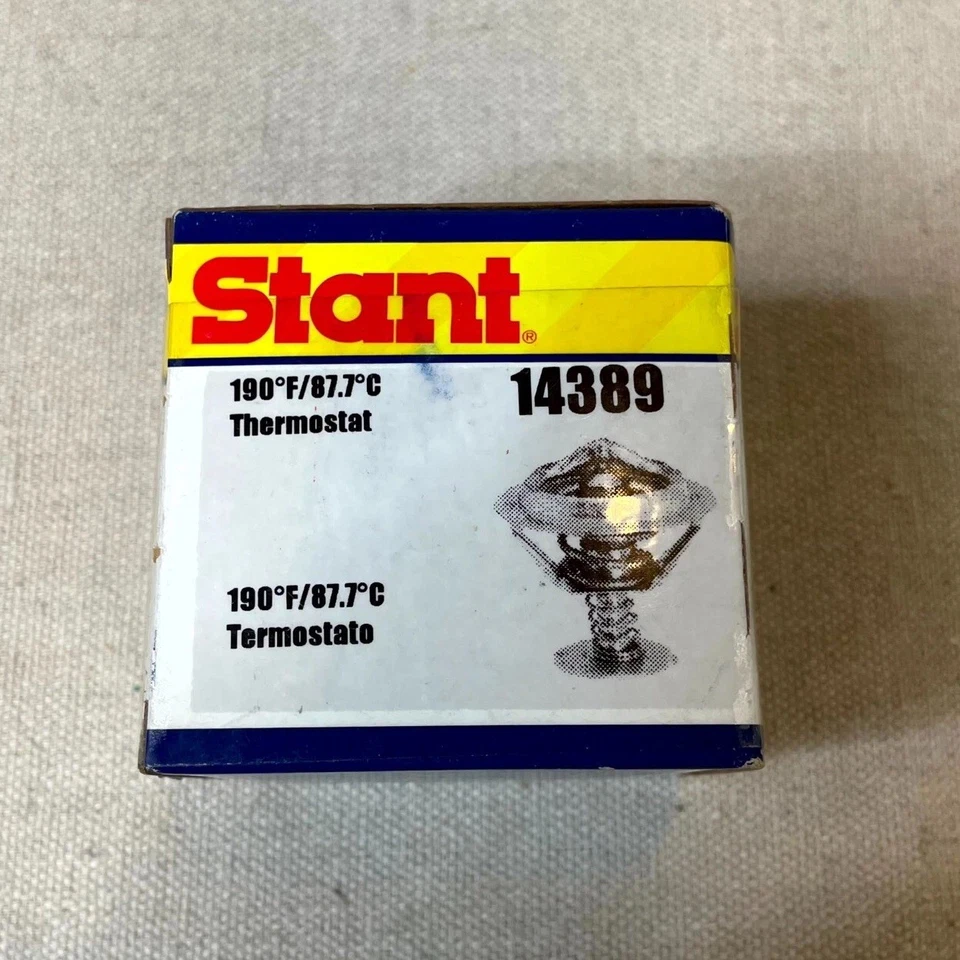 Stant®
190°F/87.7°C
Thermostat
14389
190°F/87.7°C
Termostato